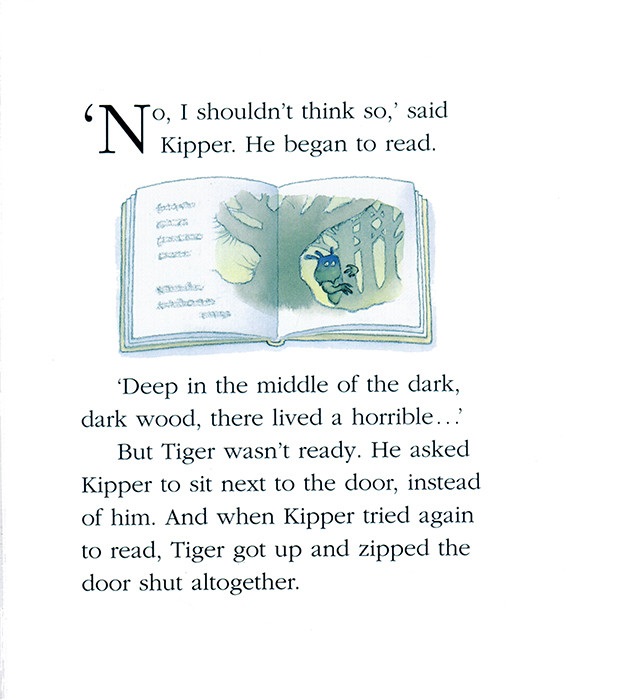 ‘No, I shouldn’t think so,’ said
Kipper. He began to read.
‘Deep in the middle of the dark,
dark wood, there lived a horrible...’
But Tiger wasn’t ready. He asked
Kipper to sit next to the door, instead
of him. And when Kipper tried again
to read, Tiger got up and zipped the
door shut altogether.